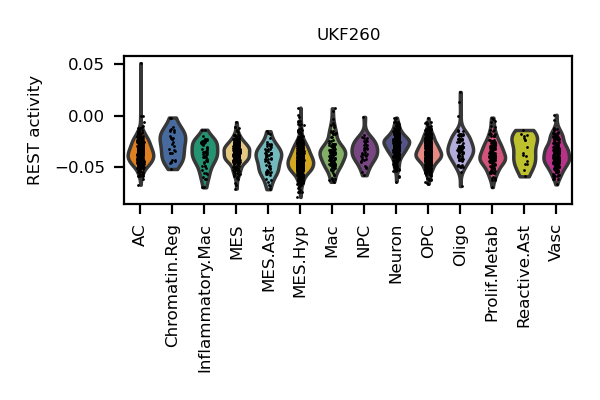 UKF260
REST activity
0.05
0.00
−0.05
AC
Chromatin.Reg
Inflammatory.Mac
MES
MES.Ast
MES.Hyp
Mac
NPC
Neuron
OPC
Oligo
Prolif.Metab
Reactive.Ast
Vasc